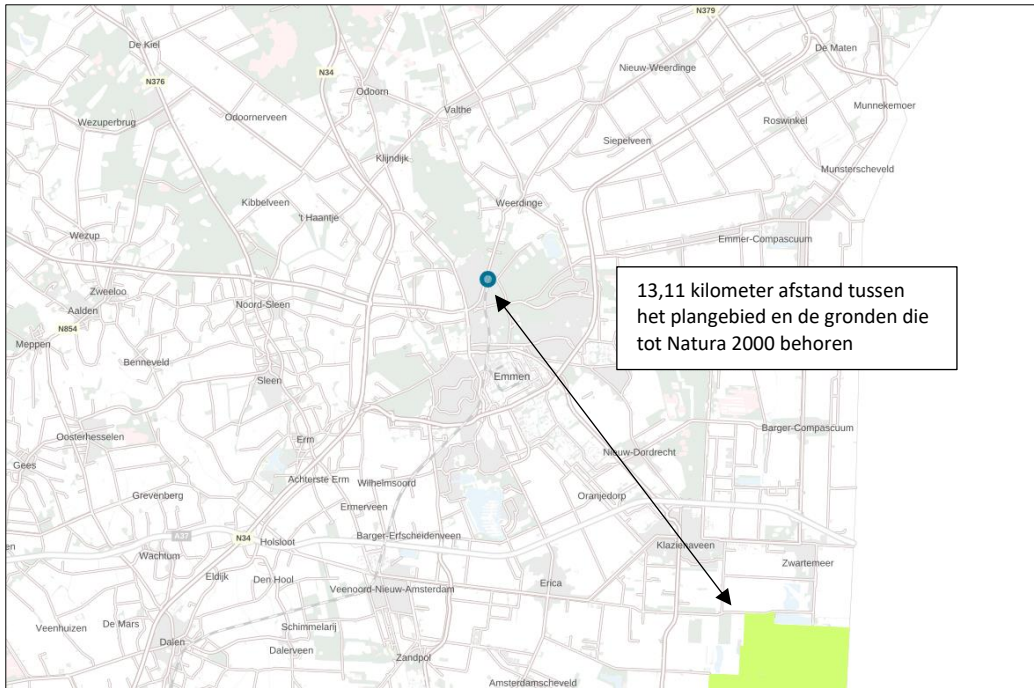 N379
De Kiel
De Maten
N34
Nieuw-Weerdinge
N376
Odoorn
Valthe
Munnekemoer
Wezuperbrug
Odoornerveen
Roswinkel
Siepelveen
Klijndijk
Munsterscheveld
Kibbelveen
Weerdinge
't Haantje
Wezup
Emmer-Compascuum
Zweeloo
Noord-Sleen
Aalden
N854
Meppen
13,11 kilometer afstand tussen
het plangebied en de gronden die
tot Natura 2000 behoren
Benneveld
Sleen
Emmen
Oosterhesselen
Erm
Barger-Compascuum
Gees
Nieuw-Dordrecht
Achterste Erm
Wilhelmsoord
Grevenberg
Oranjedorp
Ermerveen
A37
N34
Holsloot
Barger-Erfscheidenveen
Klazienaveen
Wachtum
Zwartemeer
Eldijk
Den Hool
Veenoord-Nieuw-Amsterdam
Erica
Veenhuizen
De Mars
Schimmelarij
Dalen
Dalerveen
Zandpol
Amsterdamscheveld